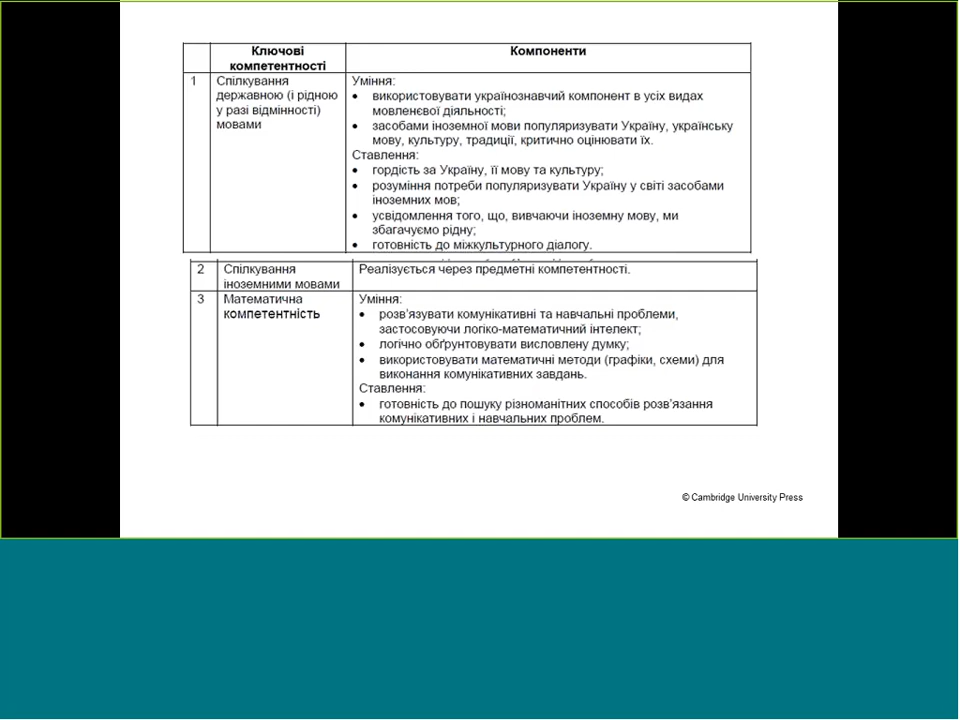 Ключові
компетентності
Компоненти
1
Спілкування
державною (і рідною
у разі відмінності)
мовами
Уміння:
• використовувати українознавчий компонент в усіх видах
мовленнєвої діяльності;
• засобами іноземної мови популяризувати Україну, українську
мову, культуру, традиції, критично оцінювати їх.
Ставлення:
• гордість за Україну, її мову та культуру;
• розуміння потреби популяризувати Україну у світі засобами
іноземних мов;
• усвідомлення того, що, вивчаючи іноземну мову, ми
збагачуємо рідну;
• готовність до міжкультурного діалогу.
2
Спілкування
іноземними мовами
Реалізується через предметні компетентності.
3
Математична
компетентність
Уміння:
• розв’язувати комунікативні та навчальні проблеми,
застосовуючи логіко-математичний інтелект;
• логічно обґрунтовувати висловлену думку;
• використовувати математичні методи (графіки, схеми) для
виконання комунікативних завдань.
Ставлення:
• готовність до пошуку різноманітних способів розв’язання
комунікативних і навчальних проблем.
© Cambridge University Press